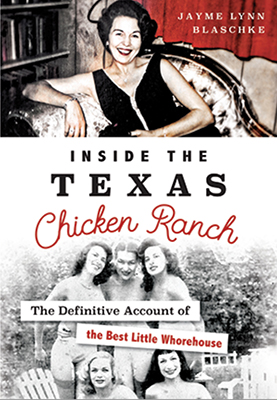 JAYME LYNN
BLASCHKE
INSIDE THE
TEXAS
Chicken Ranch
The Definitive Account of
the Best Little Whorehouse